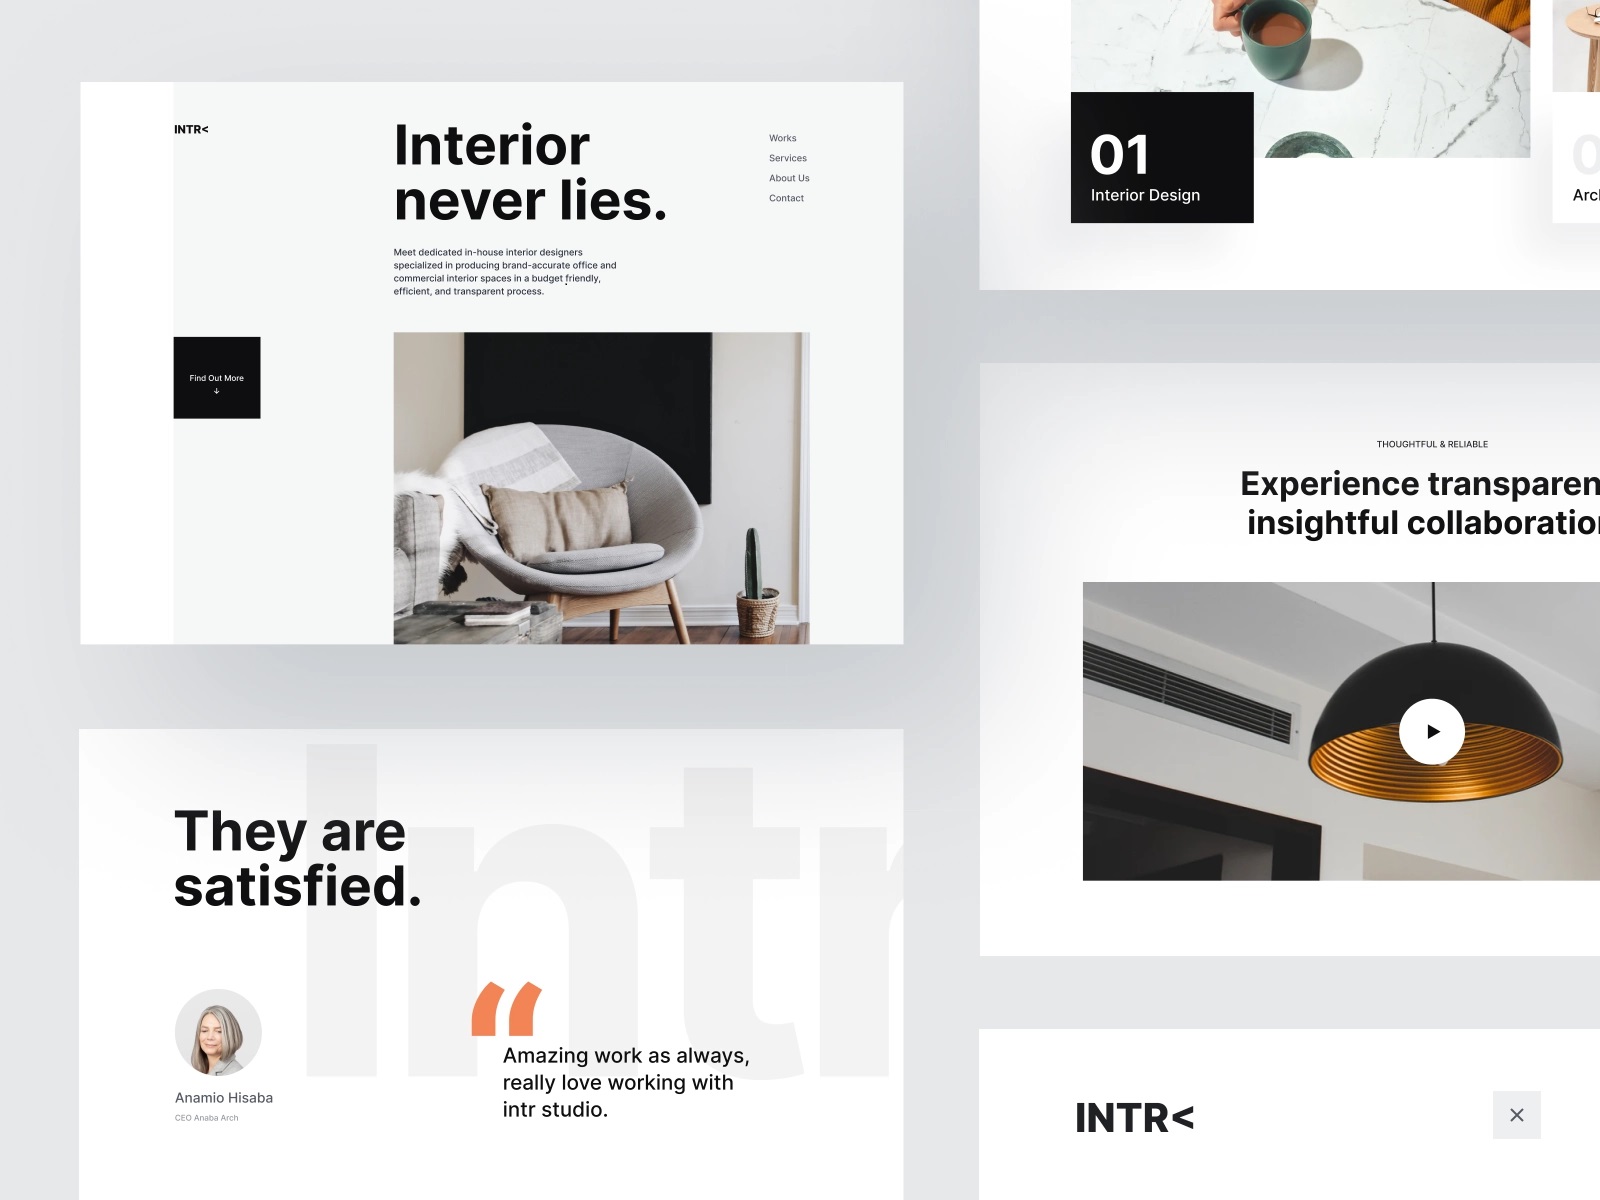 INTR<
Interior
never lies.
Works
Services
About Us
Contact
Meet dedicated in-house interior designers
specialized in producing brand-accurate office and
commercial interior spaces in a budget friendly,
efficient, and transparent process.
Find Out More
↓
They are
satisfied.
Intr
Anamio Hisaba
CEO Anaba Arch
“
Amazing work as always,
really love working with
intr studio.
01
Interior Design
0
Arc
THOUGHTFUL & RELIABLE
Experience transparen
insightful collaboration
INTR<